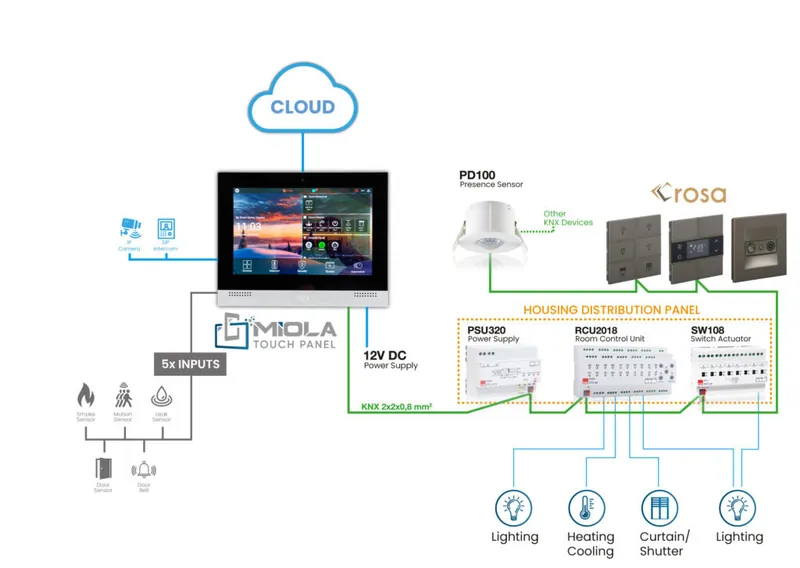 CLOUD
PD100
Presence Sensor
Other
KNX Devices
rosa
IP
Camera
SIP
Intercom
11:03
MIOLA
TOUCH PANEL
12V DC
Power Supply
5x INPUTS
Smoke
Sensor
Motion
Sensor
Leak
Sensor
Door
Sensor
Door
Bell
KNX 2x2x0,8 mm²
HOUSING DISTRIBUTION PANEL
PSU320
Power Supply
RCU2018
Room Control Unit
SW108
Switch Actuator
Lighting
Heating
Cooling
Curtain/
Shutter
Lighting